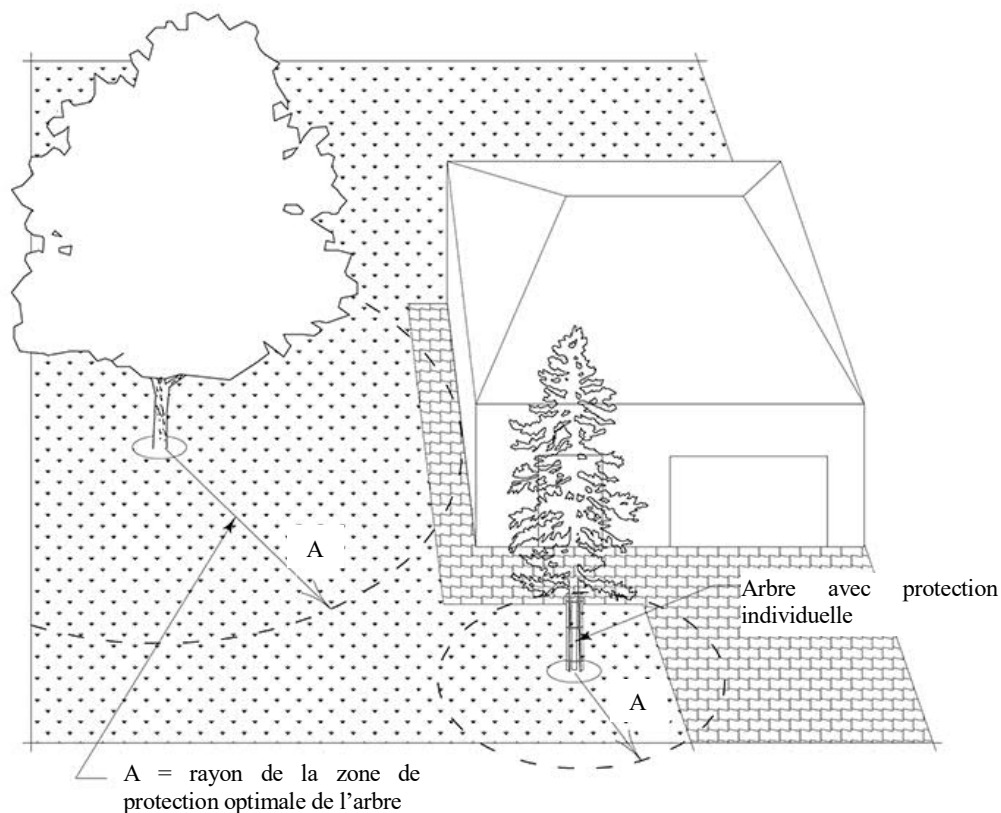 A
Arbre avec protection
individuelle
A
A = rayon de la zone de
protection optimale de l'arbre